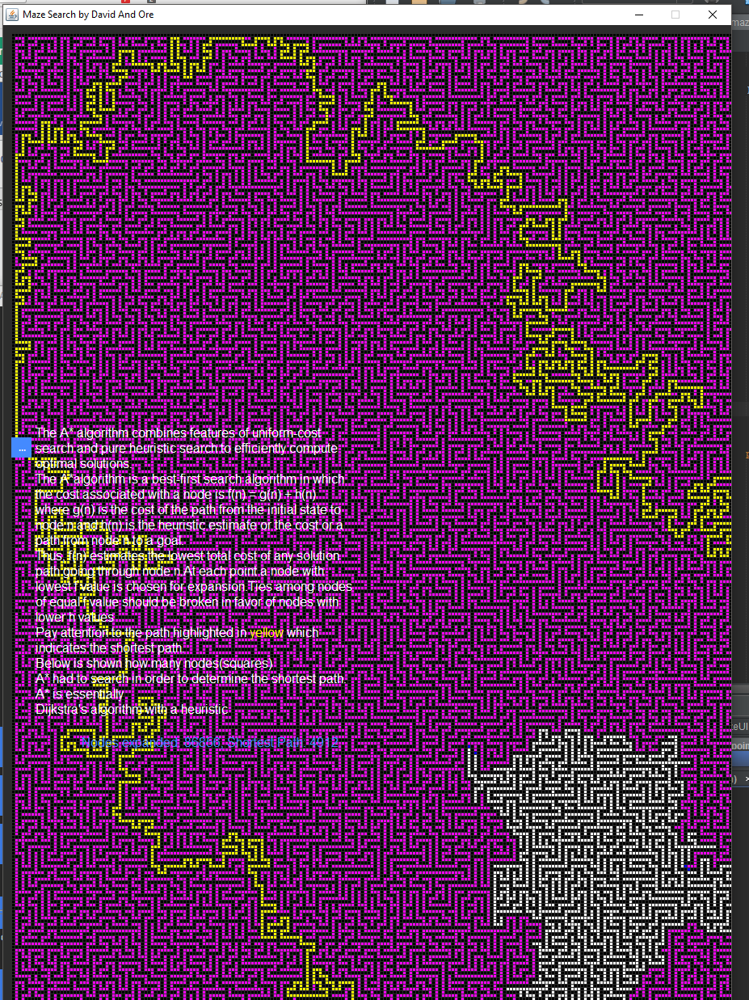 Maze Search by David And Ore
maz
...
The A* algorithm combines features of uniform-cost
search and pure heuristic search to efficiently compute
optimal solutions.
The A*algorithm is a best-first search algorithm in which
the cost associated with a node is f(n) = g(n) + h(n)
where g(n) is the cost of the path from the initial state to
node n and h(n) is the heuristic estimate or the cost or a
path from node n to a goal.
Thus, f(n) estimates the lowest total cost of any solution
path going through node n.At each point a node with
lowest f value is chosen for expansion.Ties among nodes
of equal f value should be broken in favor of nodes with
lower h values
Pay attention to the path highlighted in yellow which
indicates the shortest path.
Below is shown how many nodes(squares)
A* had to search in order to determine the shortest path.
A* is essentially
Dijkstra's algorithm with a heuristic
eUI
Nodes expanded: 86856, Shortest Path: 4912
poin